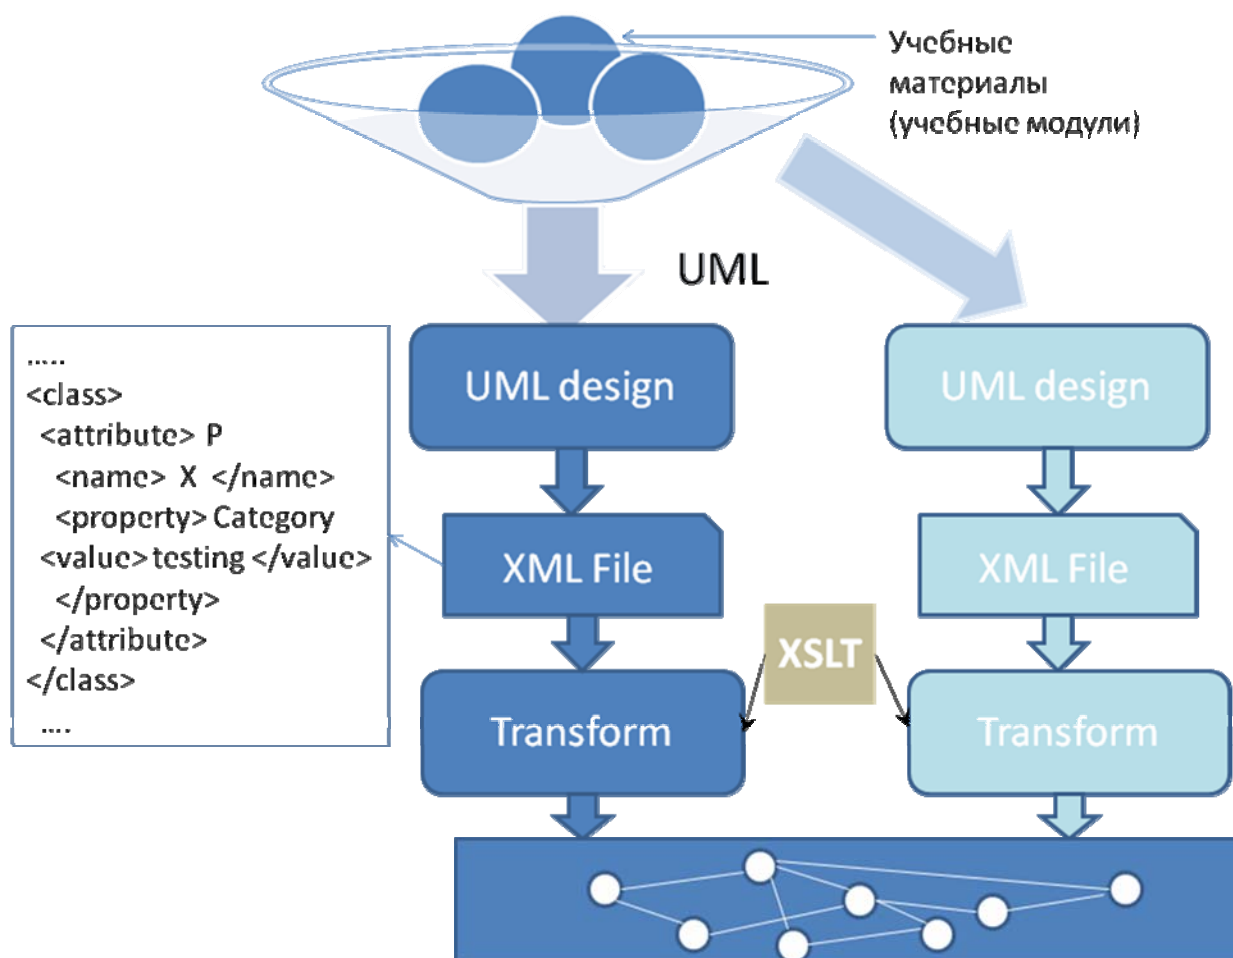 Учебные
материалы
(учебные модули)
UML
UML design
UML design
.....
<class>
<attribute> P
<name> X </name>
<property> Category
<value> testing </value>
</property>
</attribute>
</class>
....
XML File
XML File
XSLT
Transform
Transform